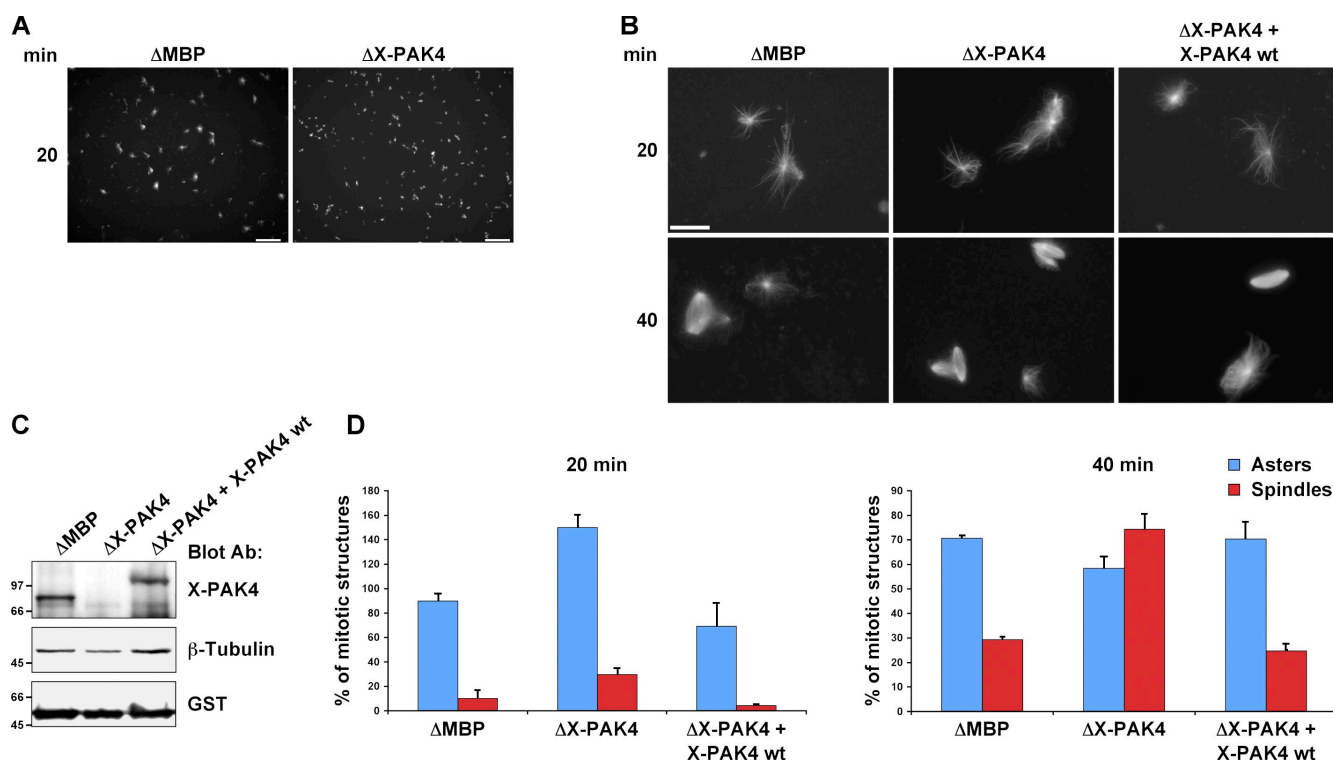 A
min
ΔMBP
ΔX-PAK4
20
B
min
ΔMBP
ΔX-PAK4
ΔX-PAK4 +
X-PAK4 wt
20
40
C
ΔMBP
ΔX-PAK4
ΔX-PAK4 + X-PAK4 wt
Blot Ab:
97
66
X-PAK4
45
β-Tubulin
66
45
GST
D
20 min
% of mitotic structures
180
160
140
120
100
80
60
40
20
0
ΔMBP
ΔX-PAK4
ΔX-PAK4 +
X-PAK4 wt
40 min
Asters
Spindles
% of mitotic structures
90
80
70
60
50
40
30
20
10
0
ΔMBP
ΔX-PAK4
ΔX-PAK4 +
X-PAK4 wt